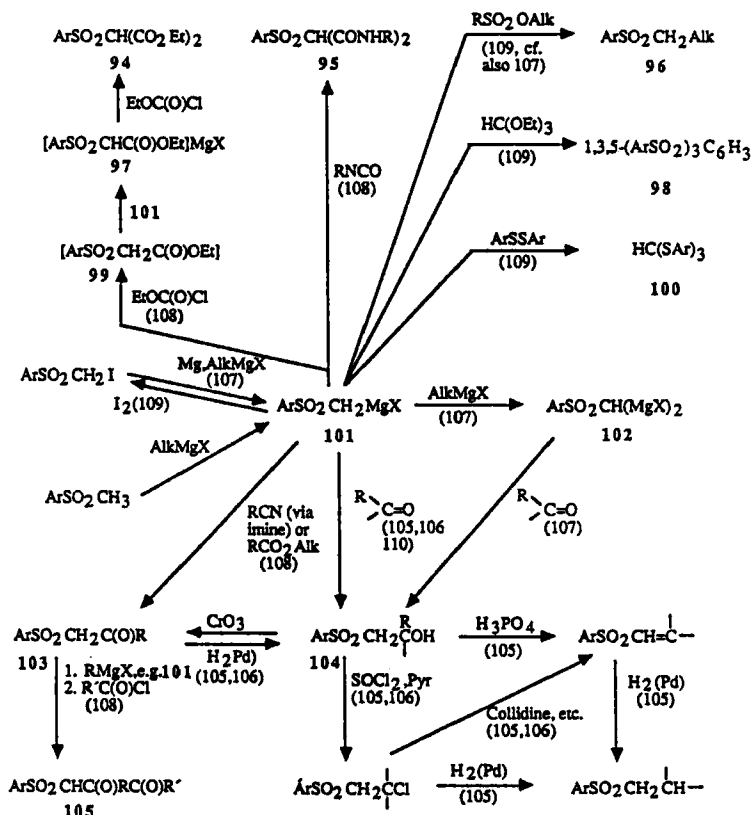 ArSO2CH(CO2Et)2
94
ArSO2CH(CONHR)2
95
RSO2OAlk
(109, cf.
also 107)
ArSO2CH2Alk
96
EtOC(O)Cl
[ArSO2CHC(O)OEt]MgX
97
HC(OEt)3
(109)
1,3,5-(ArSO2)3C6H3
98
RNCO
(108)
101
[ArSO2CH2C(O)OEt]
99
ArSSAr
(109)
HC(SAr)3
100
EtOC(O)Cl
(108)
ArSO2CH2I
Mg,AlkMgX
(107)
I2(109)
ArSO2CH2MgX
101
AlkMgX
(107)
ArSO2CH(MgX)2
102
AlkMgX
ArSO2CH3
RCN (via
imine) or
RCO2Alk
(108)
R
C=O
(105,106
110)
R
C=O
(107)
ArSO2CH2C(O)R
103
CrO3
H2Pd)
(105,106)
R
ArSO2CH2COH
104
H3PO4
(105)
ArSO2CH=C
1. RMgX,e.g.101
2. R´C(O)Cl
(108)
SOCl2,Pyr
(105,106)
Collidine, etc.
(105,106)
H2(Pd)
(105)
ArSO2CHC(O)RC(O)R´
105
ArSO2CH2CCl
H2(Pd)
(105)
ArSO2CH2CH